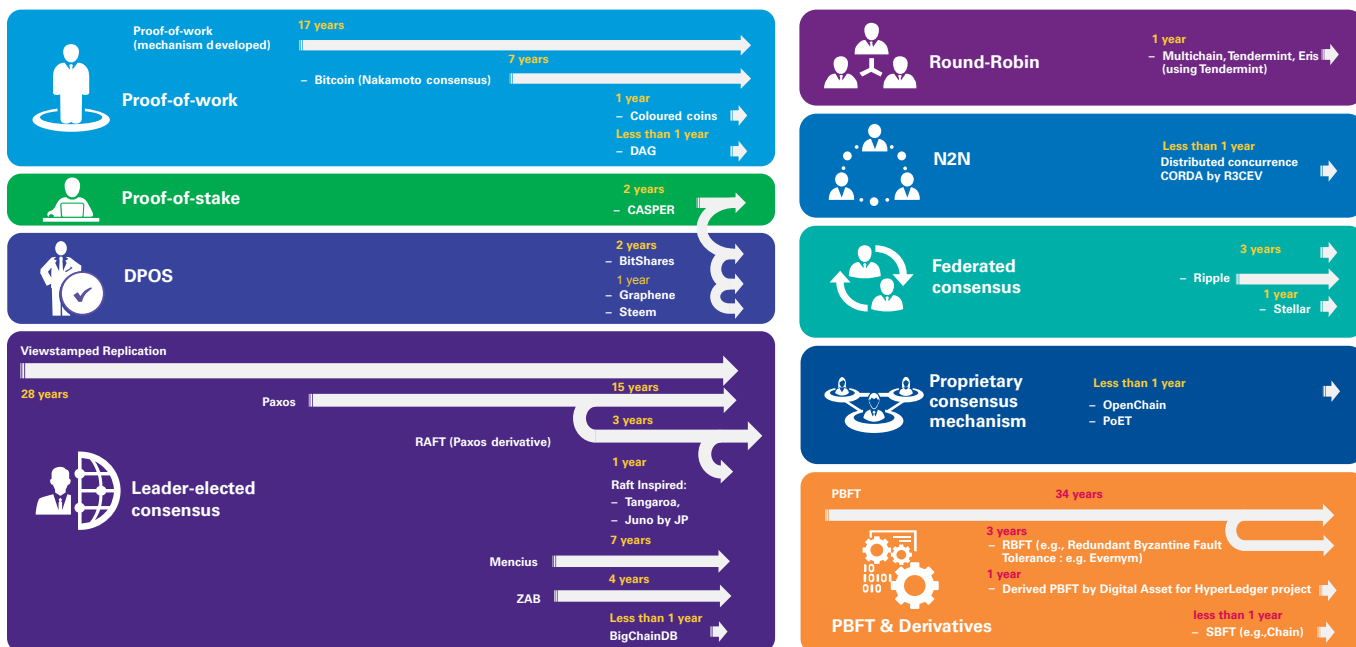 17 years
Proof-of-work
(mechanism developed)
7 years
– Bitcoin (Nakamoto consensus)
Proof-of-work
1 year
– Coloured coins
Less than 1 year
– DAG
Proof-of-stake
2 years
– CASPER
DPOS
2 years
– BitShares
1 year
– Graphene
– Steem
Viewstamped Replication
28 years
15 years
Paxos
3 years
RAFT (Paxos derivative)
1 year
Raft Inspired:
– Tangaroa,
– Juno by JP
Leader-elected
consensus
7 years
Mencius
4 years
ZAB
Less than 1 year
BigChainDB
Round-Robin
1 year
– Multichain, Tendermint, Eris
(using Tendermint)
N2N
Less than 1 year
Distributed concurrence
CORDA by R3CEV
Federated
consensus
3 years
– Ripple
1 year
– Stellar
Proprietary
consensus
mechanism
Less than 1 year
– OpenChain
– PoET
PBFT
34 years
3 years
– RBFT (e.g., Redundant Byzantine Fault
Tolerance : e.g. Evernym)
1 year
– Derived PBFT by Digital Asset for HyperLedger project
less than 1 year
– SBFT (e.g.,Chain)
10
10101
010
PBFT & Derivatives